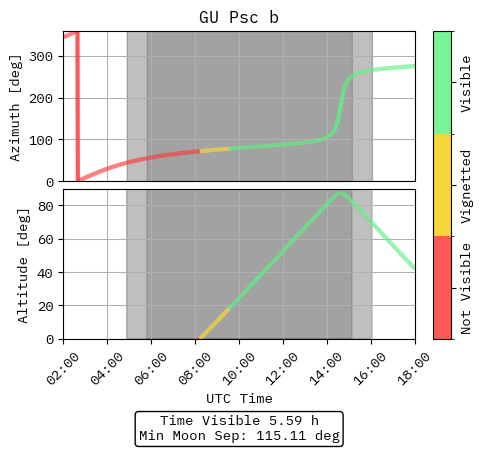 GU Psc b
Azimuth [deg]
300
200
100
0
Altitude [deg]
80
60
40
20
0
02:00
04:00
06:00
08:00
10:00
12:00
14:00
16:00
18:00
UTC Time
Visible
Vignetted
Not Visible
Time Visible 5.59 h
Min Moon Sep: 115.11 deg